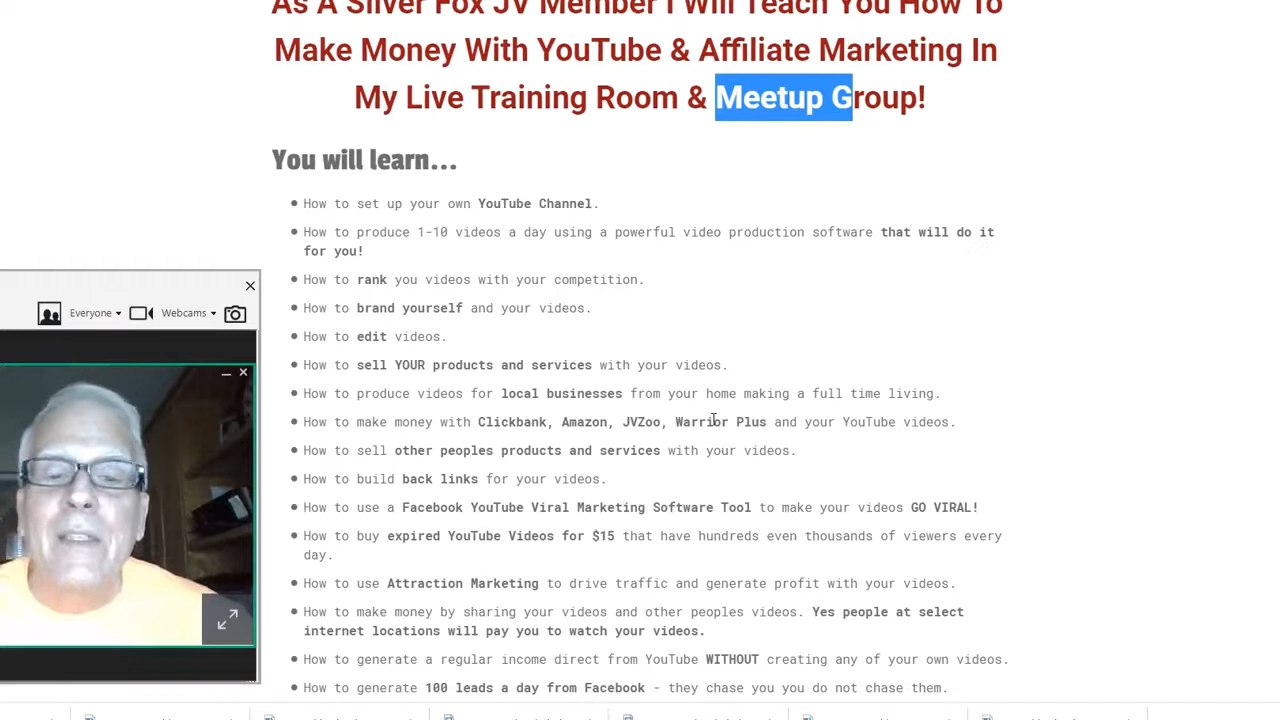 As A Silver Fox JV Member I Will Teach You How To
Make Money With YouTube & Affiliate Marketing In
My Live Training Room & Meetup Group!
You will learn...
How to set up your own YouTube Channel.
How to produce 1-10 videos a day using a powerful video production software that will do it
for you!
How to rank you videos with your competition.
How to brand yourself and your videos.
How to edit videos.
Everyone
Webcams
How to sell YOUR products and services with your videos.
How to produce videos for local businesses from your home making a full time living.
How to make money with Clickbank, Amazon, JVZoo, Warrior Plus and your YouTube videos.
How to sell other peoples products and services with your videos.
How to build back links for your videos.
How to use a Facebook YouTube Viral Marketing Software Tool to make your videos GO VIRAL!
How to buy expired YouTube Videos for $15 that have hundreds even thousands of viewers every
day.
How to use Attraction Marketing to drive traffic and generate profit with your videos.
How to make money by sharing your videos and other peoples videos. Yes people at select
internet locations will pay you to watch your videos.
How to generate a regular income direct from YouTube WITHOUT creating any of your own videos.
How to generate 100 leads a day from Facebook - they chase you you do not chase them.